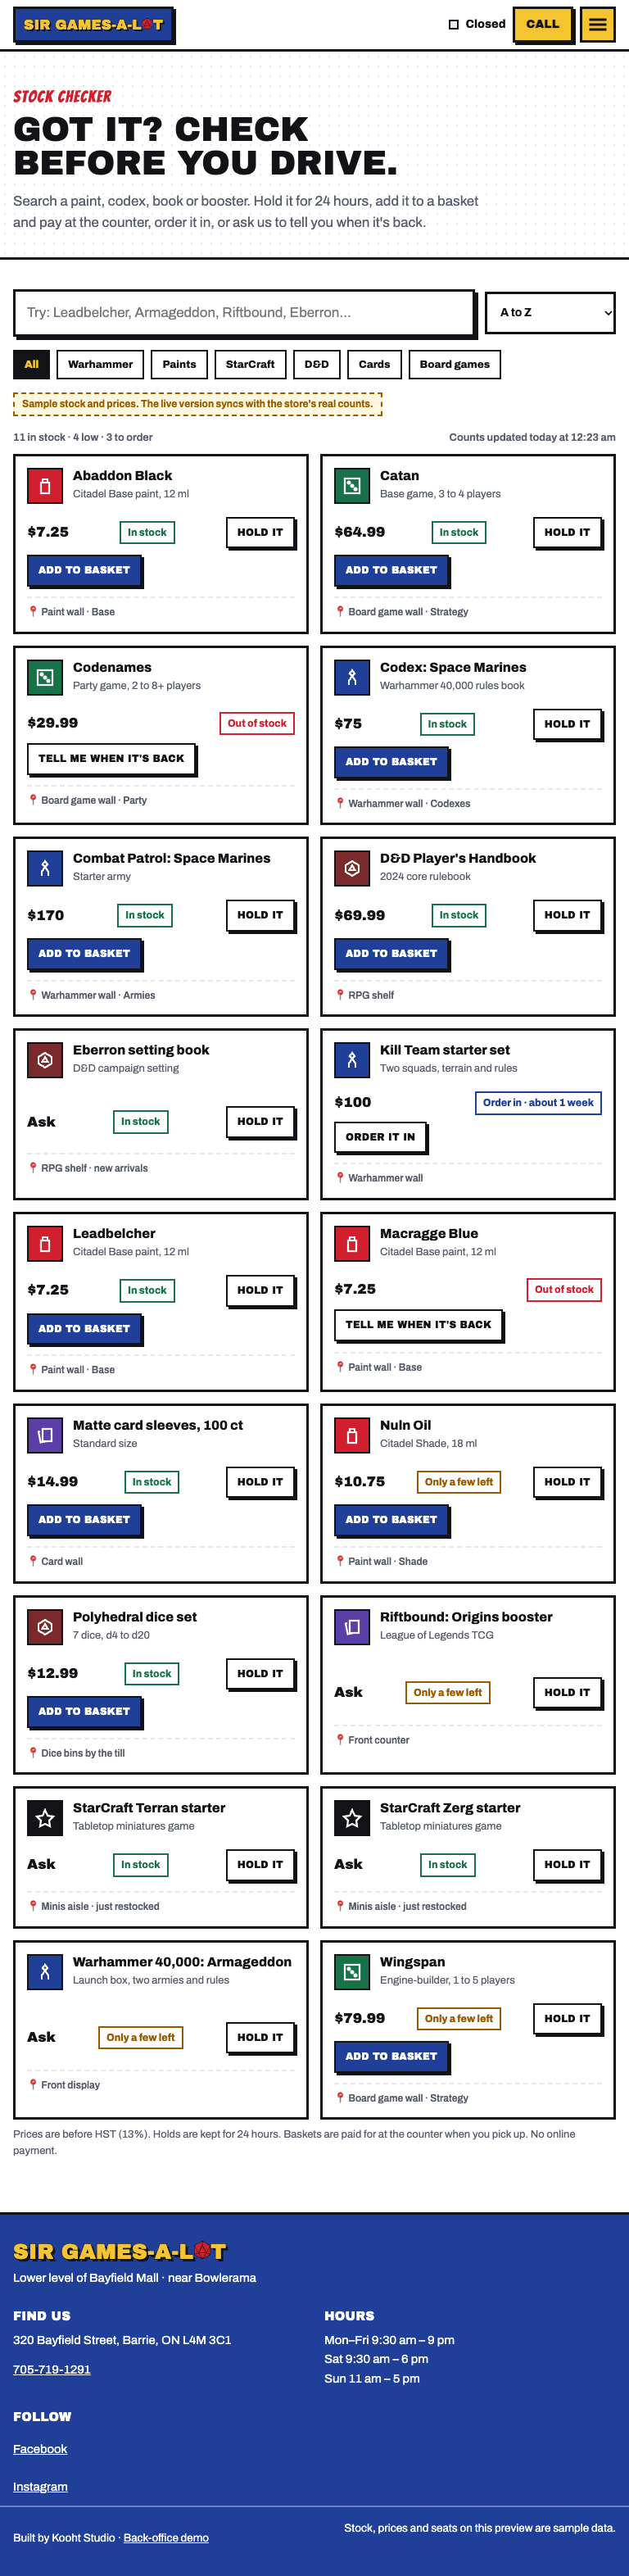 SIR GAMES-A-LOT
Closed
CALL
STOCK CHECKER
GOT IT? CHECK
BEFORE YOU DRIVE.
Search a paint, codex, book or booster. Hold it for 24 hours, add it to a basket
and pay at the counter, order it in, or ask us to tell you when it's back.
Try: Leadbelcher, Armageddon, Riftbound, Eberron...
A to Z
All
Warhammer
Paints
StarCraft
D&D
Cards
Board games
Sample stock and prices. The live version syncs with the store's real counts.
11 in stock · 4 low · 3 to order
Counts updated today at 12:23 am
Abaddon Black
Citadel Base paint, 12 ml
$7.25
In stock
HOLD IT
ADD TO BASKET
Paint wall · Base
Catan
Base game, 3 to 4 players
$64.99
In stock
HOLD IT
ADD TO BASKET
Board game wall · Strategy
Codenames
Party game, 2 to 8+ players
$29.99
Out of stock
TELL ME WHEN IT'S BACK
Board game wall · Party
Codex: Space Marines
Warhammer 40,000 rules book
$75
In stock
HOLD IT
ADD TO BASKET
Warhammer wall · Codexes
Combat Patrol: Space Marines
Starter army
$170
In stock
HOLD IT
ADD TO BASKET
Warhammer wall · Armies
D&D Player's Handbook
2024 core rulebook
$69.99
In stock
HOLD IT
ADD TO BASKET
RPG shelf
Eberron setting book
D&D campaign setting
Ask
In stock
HOLD IT
RPG shelf · new arrivals
Kill Team starter set
Two squads, terrain and rules
$100
Order in · about 1 week
ORDER IT IN
Warhammer wall
Leadbelcher
Citadel Base paint, 12 ml
$7.25
In stock
HOLD IT
ADD TO BASKET
Paint wall · Base
Macragge Blue
Citadel Base paint, 12 ml
$7.25
Out of stock
TELL ME WHEN IT'S BACK
Paint wall · Base
Matte card sleeves, 100 ct
Standard size
$14.99
In stock
HOLD IT
ADD TO BASKET
Card wall
Nuln Oil
Citadel Shade, 18 ml
$10.75
Only a few left
HOLD IT
ADD TO BASKET
Paint wall · Shade
Polyhedral dice set
7 dice, d4 to d20
$12.99
In stock
HOLD IT
ADD TO BASKET
Dice bins by the till
Riftbound: Origins booster
League of Legends TCG
Ask
Only a few left
HOLD IT
Front counter
StarCraft Terran starter
Tabletop miniatures game
Ask
In stock
HOLD IT
Minis aisle · just restocked
StarCraft Zerg starter
Tabletop miniatures game
Ask
In stock
HOLD IT
Minis aisle · just restocked
Warhammer 40,000: Armageddon
Launch box, two armies and rules
Ask
Only a few left
HOLD IT
Front display
Wingspan
Engine-builder, 1 to 5 players
$79.99
Only a few left
HOLD IT
ADD TO BASKET
Board game wall · Strategy
Prices are before HST (13%). Holds are kept for 24 hours. Baskets are paid for at the counter when you pick up. No online
payment.
SIR GAMES-A-LOT
Lower level of Bayfield Mall · near Bowlerama
FIND US
320 Bayfield Street, Barrie, ON L4M 3C1
705-719-1291
HOURS
Mon–Fri 9:30 am – 9 pm
Sat 9:30 am – 6 pm
Sun 11 am – 5 pm
FOLLOW
Facebook
Instagram
Built by Kooht Studio · Back-office demo
Stock, prices and seats on this preview are sample data.